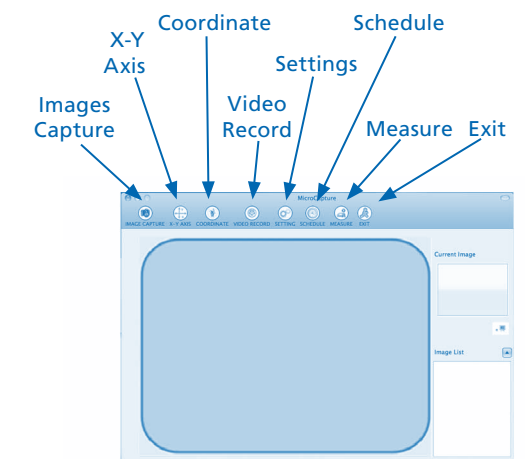 Coordinate
Schedule
X-Y
Axis
Settings
Images
Capture
Video
Record
Measure
Exit
MicroCapture
IMAGE CAPTURE
X-Y AXIS
COORDINATE
VIDEO RECORD
SETTING
SCHEDULE
MEASURE
EXIT
Current Image
Image List